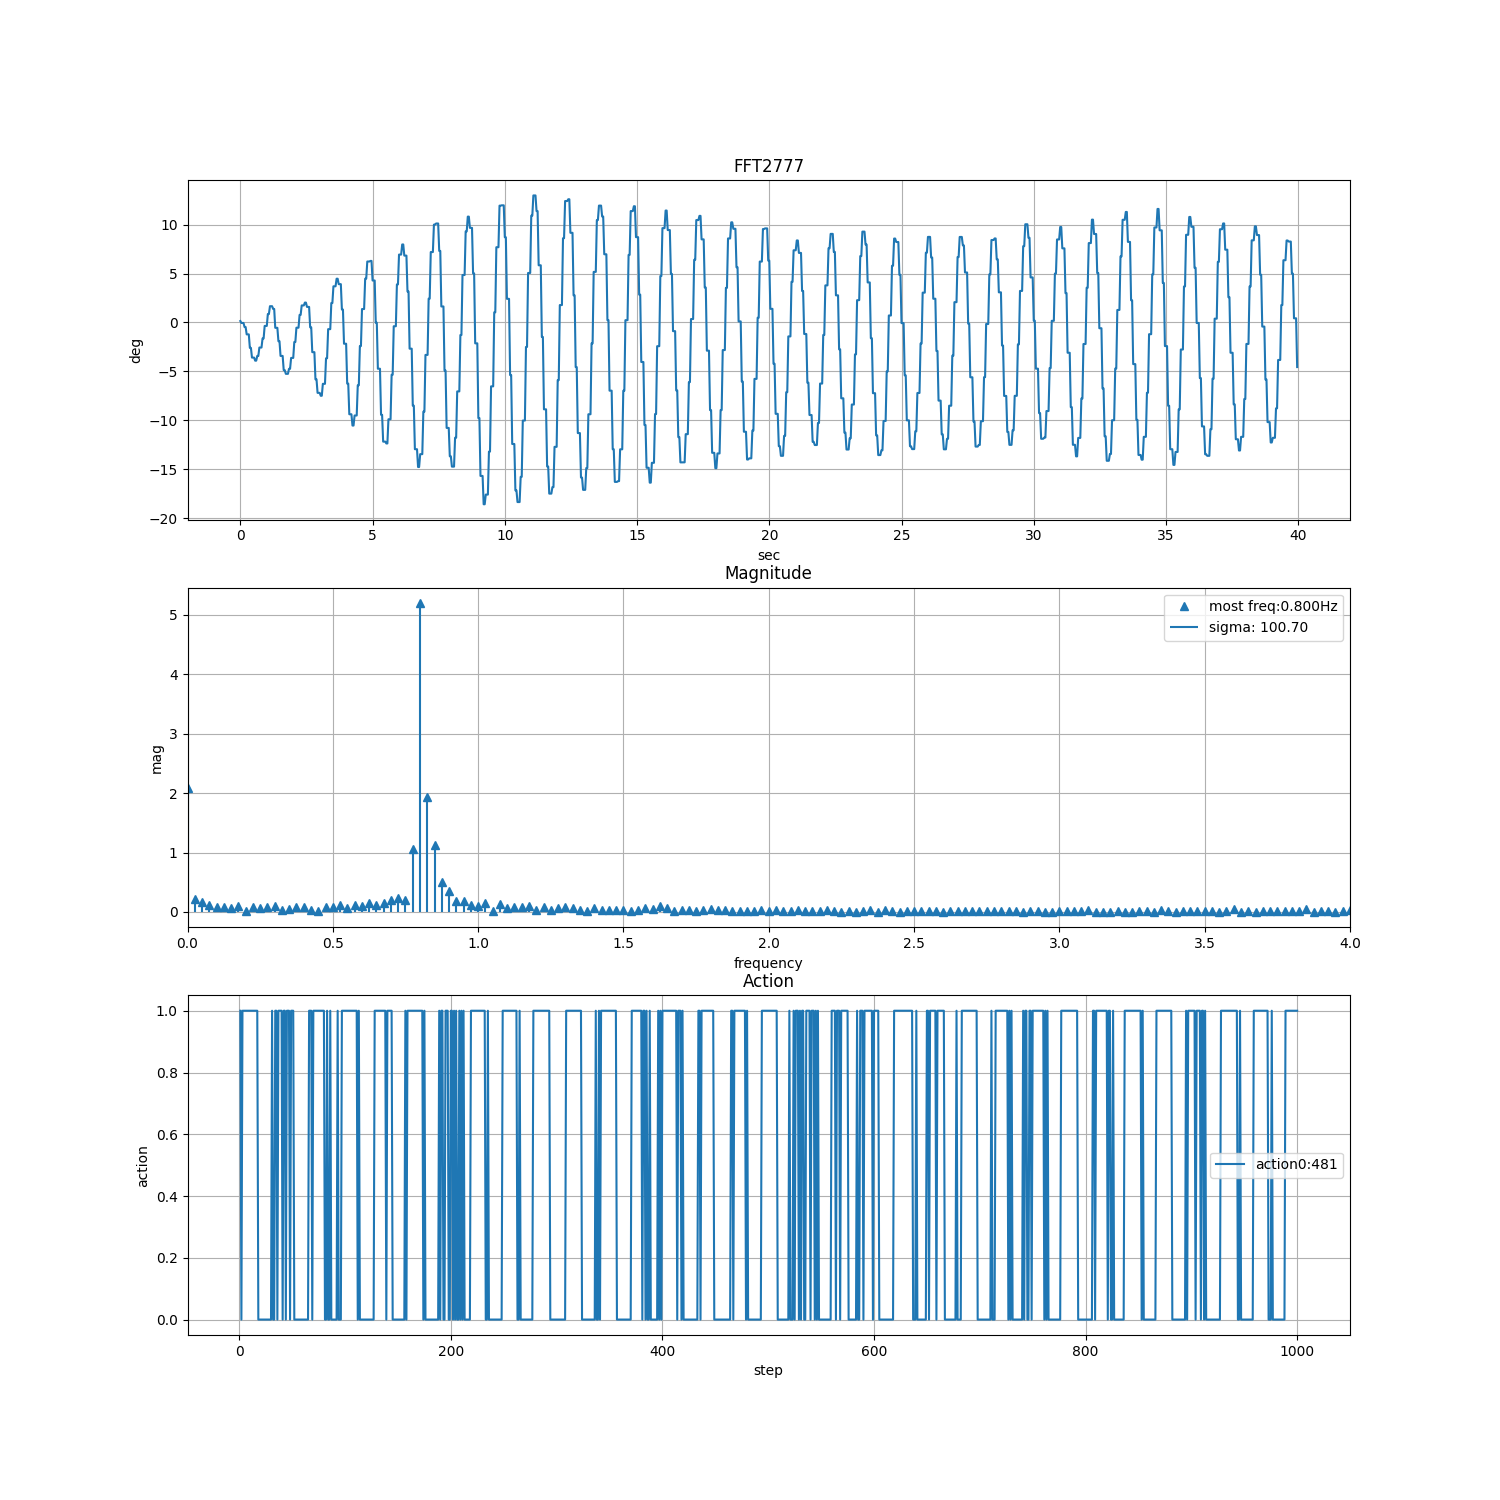 FFT2777
10
5
0
−5
−10
−15
−20
deg
0 5 10 15 20 25 30 35 40
sec
Magnitude
5
4
3
2
1
0
mag
most freq:0.800Hz
sigma: 100.70
0.0 0.5 1.0 1.5 2.0 2.5 3.0 3.5 4.0
frequency
Action
1.0
0.8
0.6
0.4
0.2
0.0
action
action0:481
0 200 400 600 800 1000
step